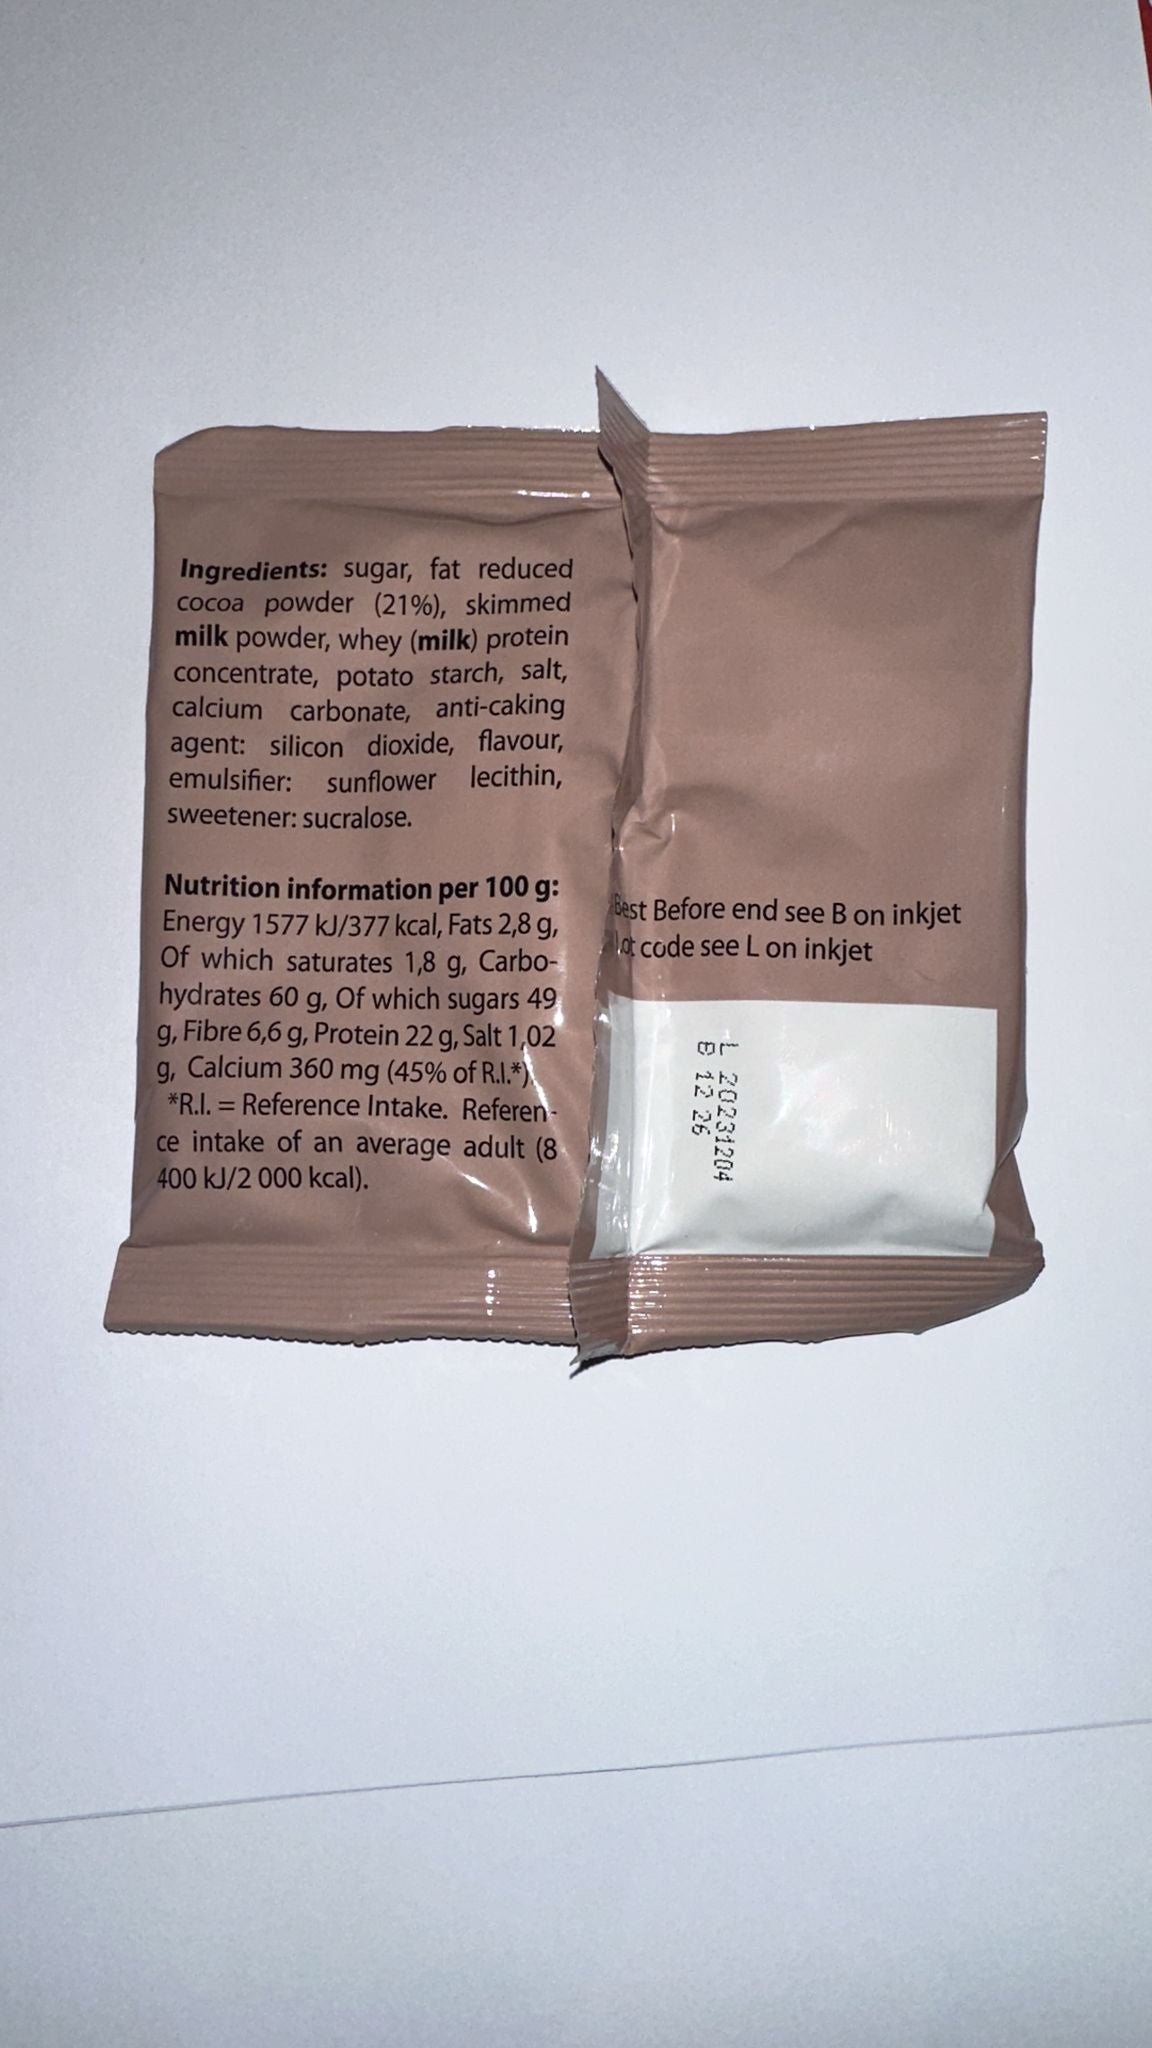 Ingredients: sugar, fat reduced
cocoa powder (21%), skimmed
milk powder, whey (milk) protein
concentrate, potato starch, salt,
calcium carbonate, anti-caking
agent: silicon dioxide, flavour,
emulsifier: sunflower lecithin,
sweetener: sucralose.
Nutrition information per 100 g:
Energy 1577 kJ/377 kcal, Fats 2,8 g,
Of which saturates 1,8 g, Carbo-
hydrates 60 g, Of which sugars 49
g, Fibre 6,6 g, Protein 22 g, Salt 1,02
g, Calcium 360 mg (45% of R.I.*).
*R.I. = Reference Intake. Referen-
ce intake of an average adult (8
400 kJ/2 000 kcal).
Best Before end see B on inkjet
Lot code see L on inkjet
L 20231204
B 12 26